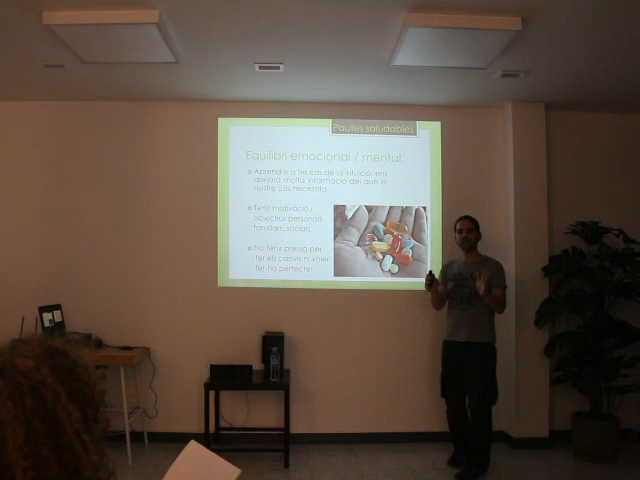 Pautes saludables
Equilibri emocional / mental:
Aprendre a fer cas de la intuïció: ens
donarà molta informació del què el
nostre cos necessita.
Tenir motivació i
objectius personals,
familiars, socials.
No tenir pressa per
fer els canvis ni voler
fer-ho perfecte!